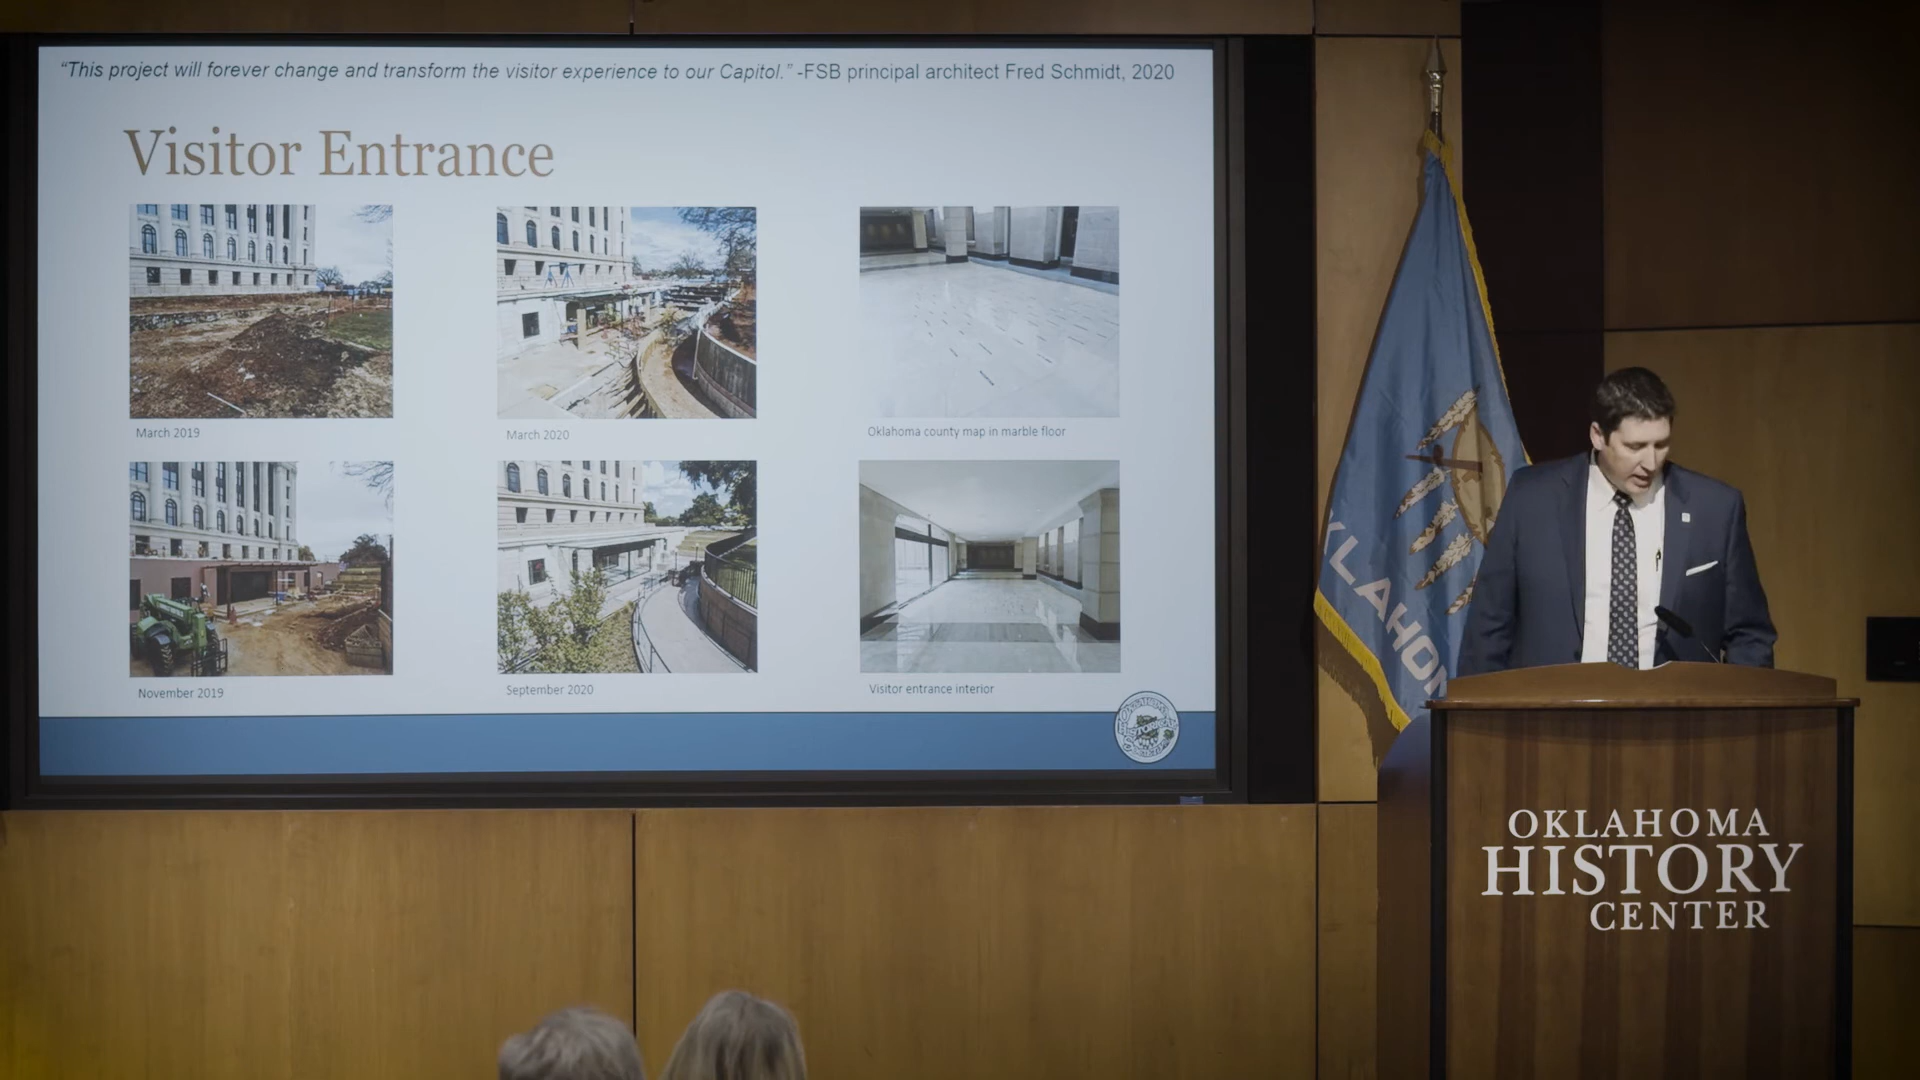 “This project will forever change and transform the visitor experience to our Capitol.” -FSB principal architect Fred Schmidt, 2020
Visitor Entrance
March 2019
March 2020
Oklahoma county map in marble floor
November 2019
September 2020
Visitor entrance interior
KLAHO
OKLAHOMA
HISTORY
CENTER